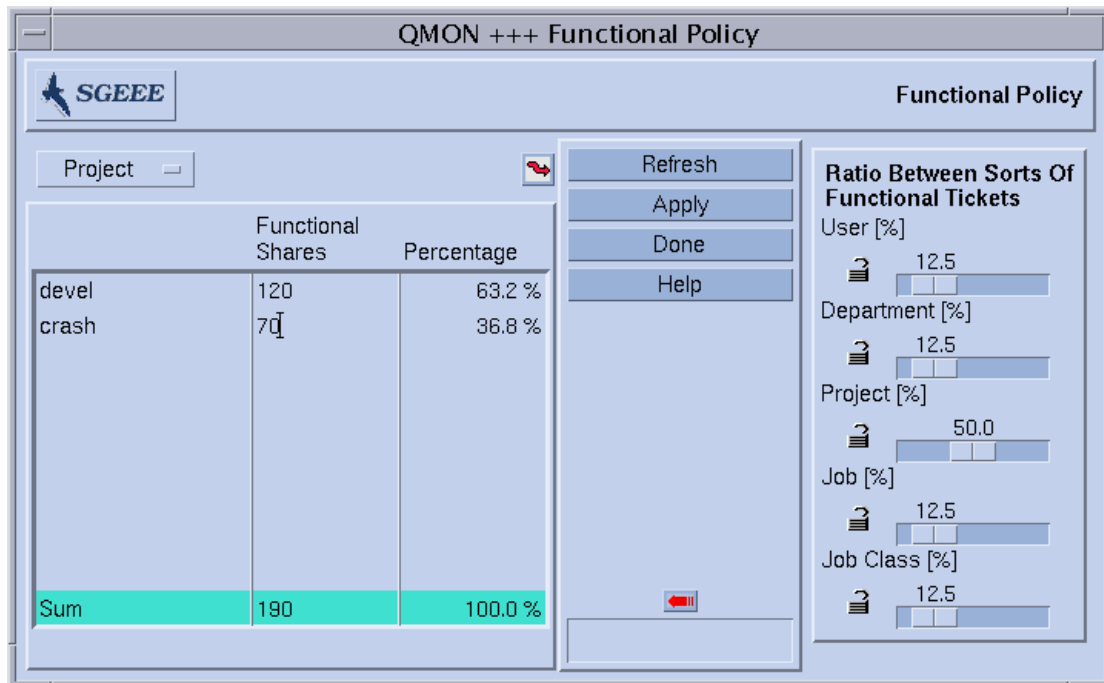 QMON +++ Functional Policy
SGEEE
Functional Policy
Project
Functional
Shares
Percentage
devel 120 63.2 %
crash 70 36.8 %
Sum 190 100.0 %
Refresh
Apply
Done
Help
Ratio Between Sorts Of
Functional Tickets
User [%]
12.5
Department [%]
12.5
Project [%]
50.0
Job [%]
12.5
Job Class [%]
12.5